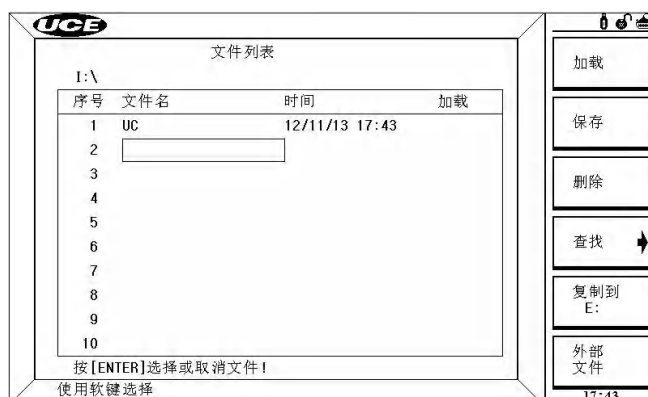 UCE
文件列表
I:\
序号 文件名 时间 加载
1 UC 12/11/13 17:43
2
3
4
5
6
7
8
9
10
按[ENTER]选择或取消文件!
使用软键选择
加载
保存
删除
查找
复制到
E:
外部
文件
17:43